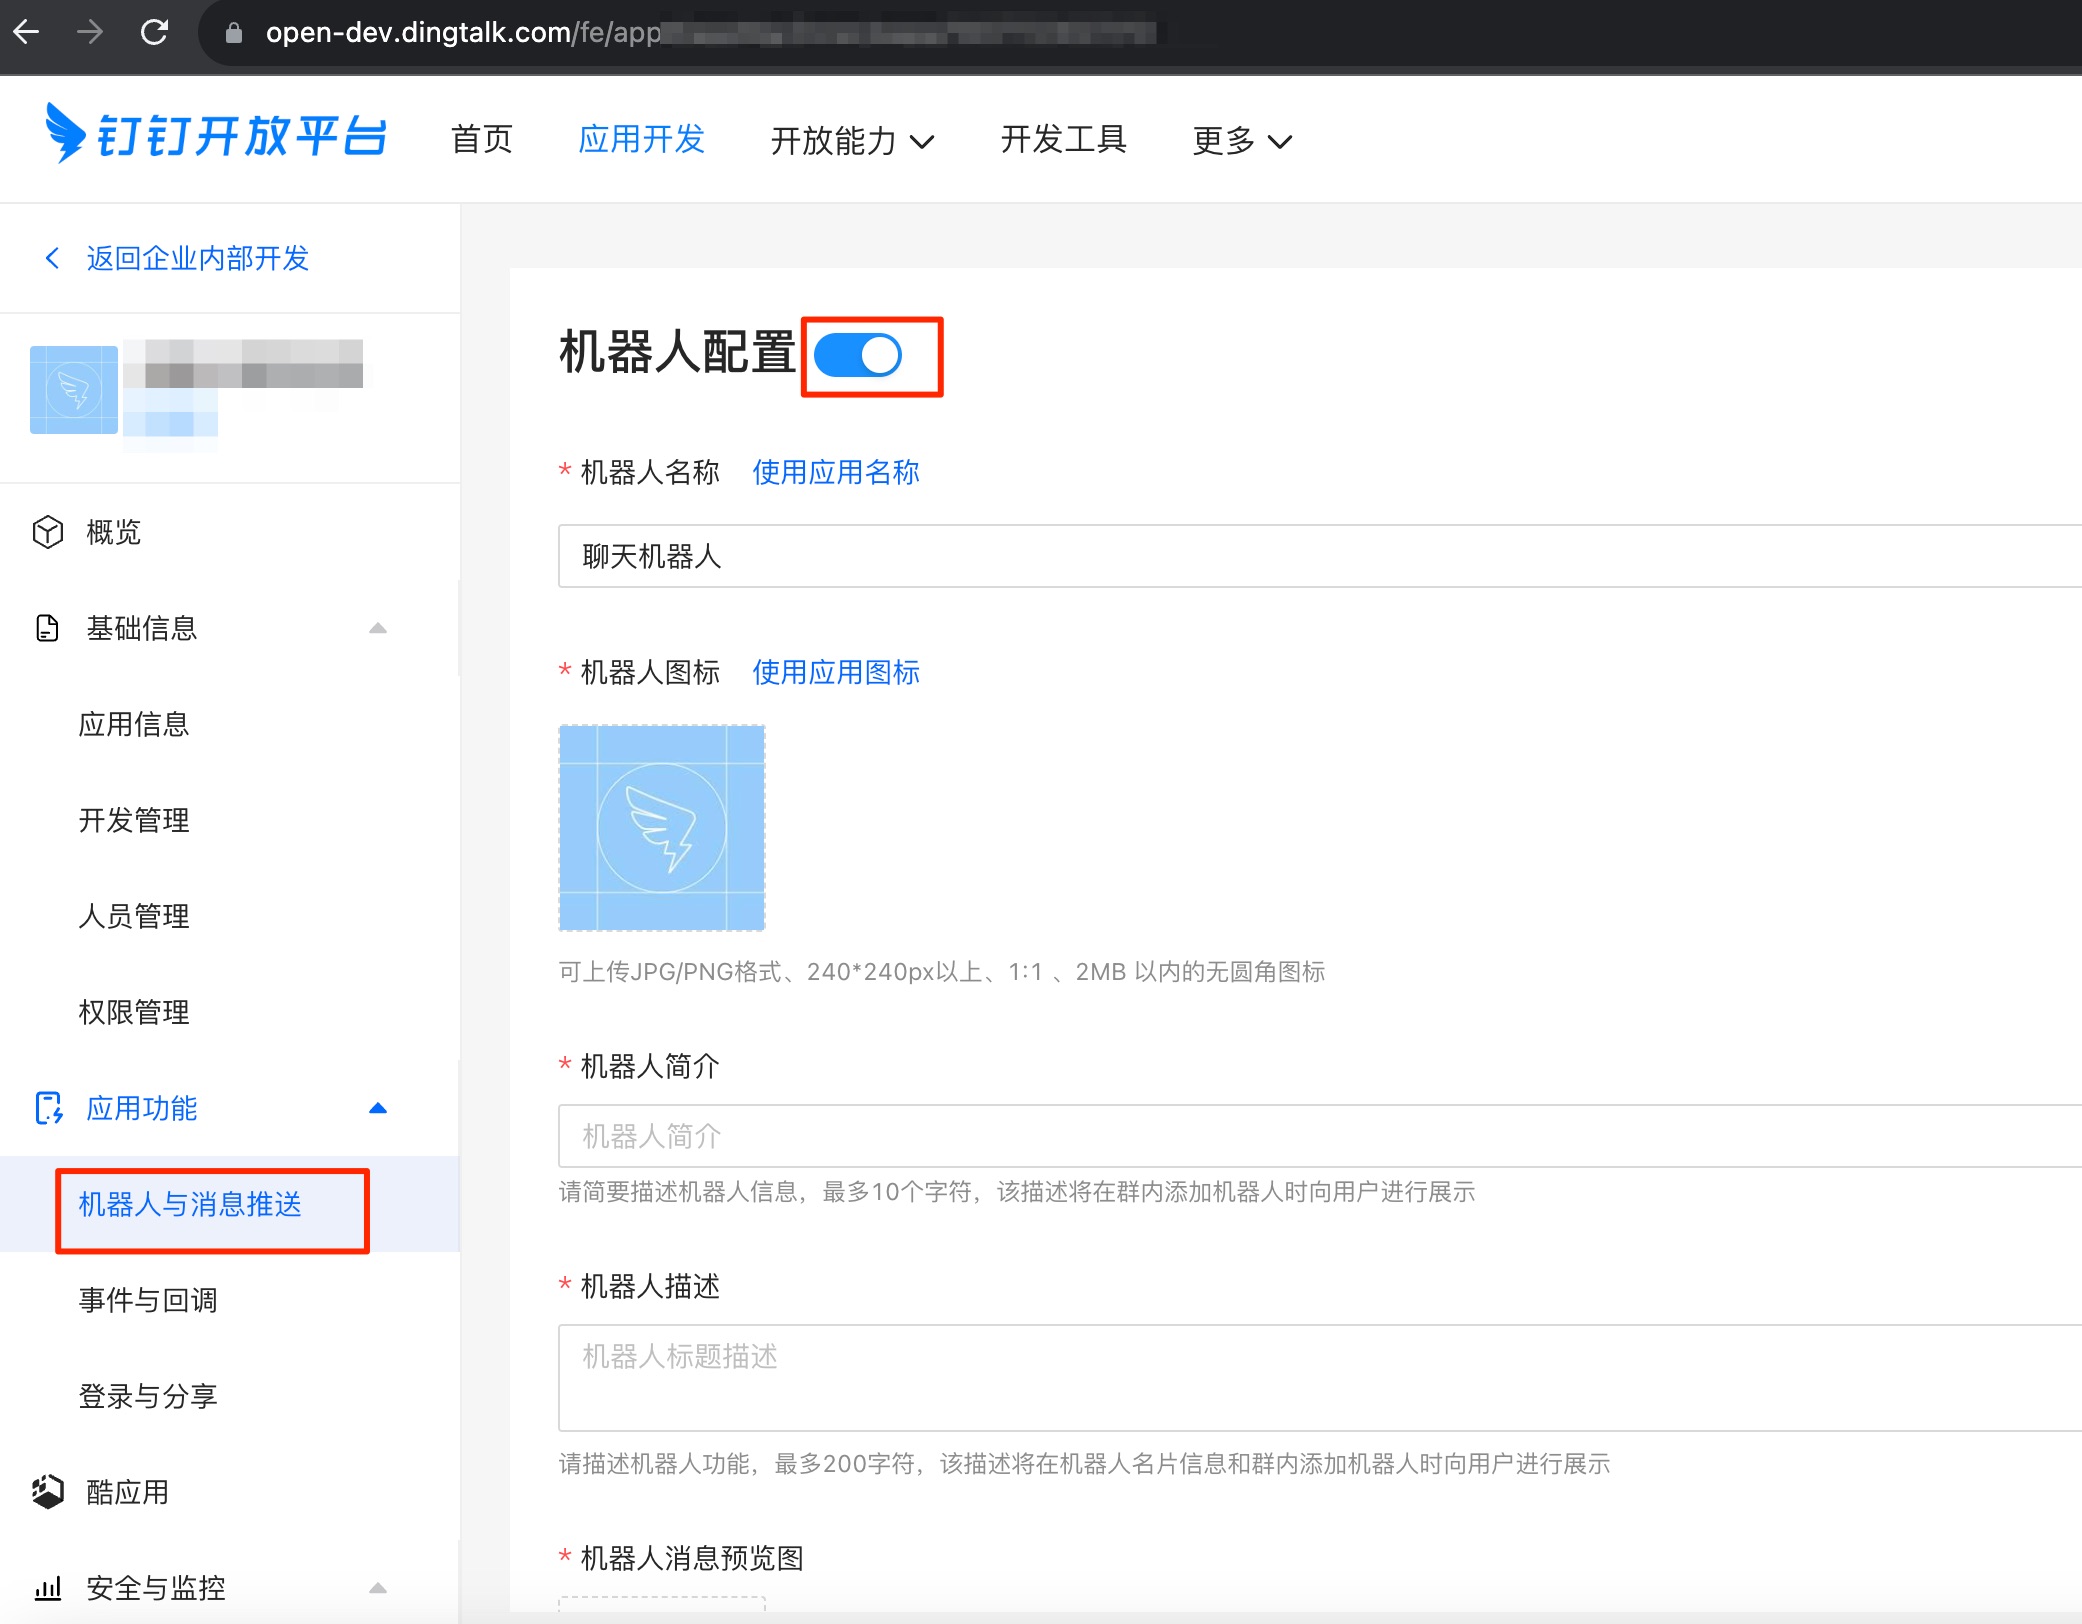 open-dev.dingtalk.com/fe/app
钉钉开放平台 首页 应用开发 开放能力 开发工具 更多
返回企业内部开发
概览
基础信息
应用信息
开发管理
人员管理
权限管理
应用功能
机器人与消息推送
事件与回调
登录与分享
酷应用
安全与监控
机器人配置
* 机器人名称 使用应用名称
聊天机器人
* 机器人图标 使用应用图标
可上传JPG/PNG格式、240*240px以上、1:1 、2MB 以内的无圆角图标
* 机器人简介
机器人简介
请简要描述机器人信息，最多10个字符，该描述将在群内添加机器人时向用户进行展示
* 机器人描述
机器人标题描述
请描述机器人功能，最多200字符，该描述将在机器人名片信息和群内添加机器人时向用户进行展示
* 机器人消息预览图